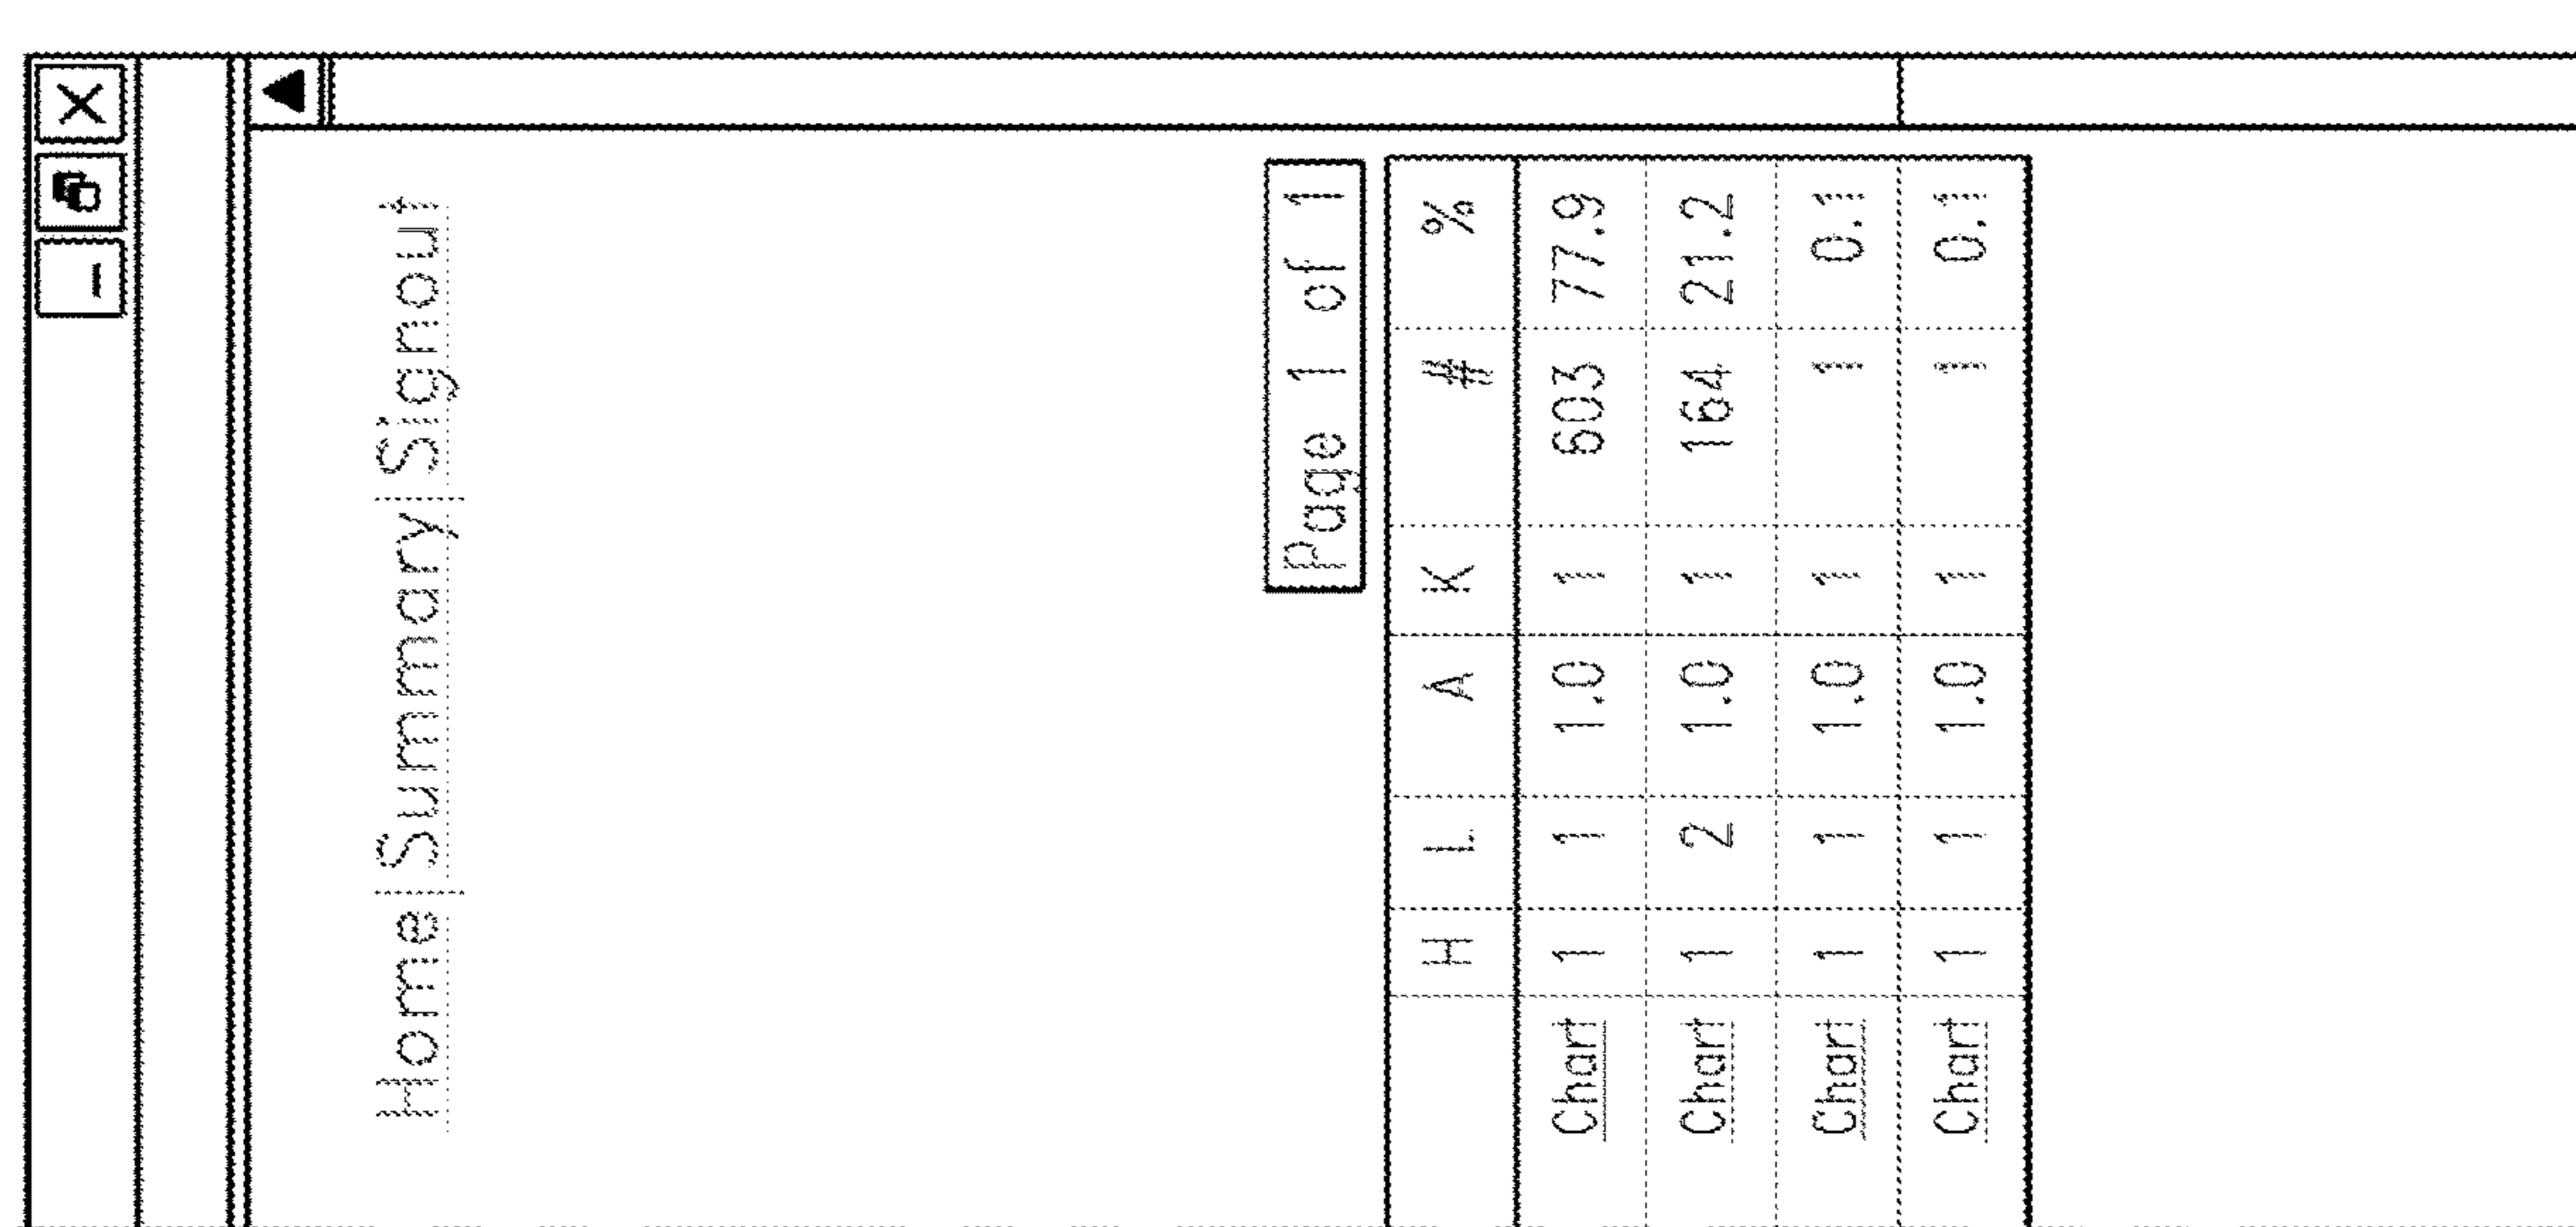 Home | Summary | Signout
Page 1 of 1
H L A K # %
Chart 1 1 1.0 1 603 77.9
Chart 1 2 1.0 1 164 21.2
Chart 1 1 1.0 1 1 0.1
Chart 1 1 1.0 1 1 0.1